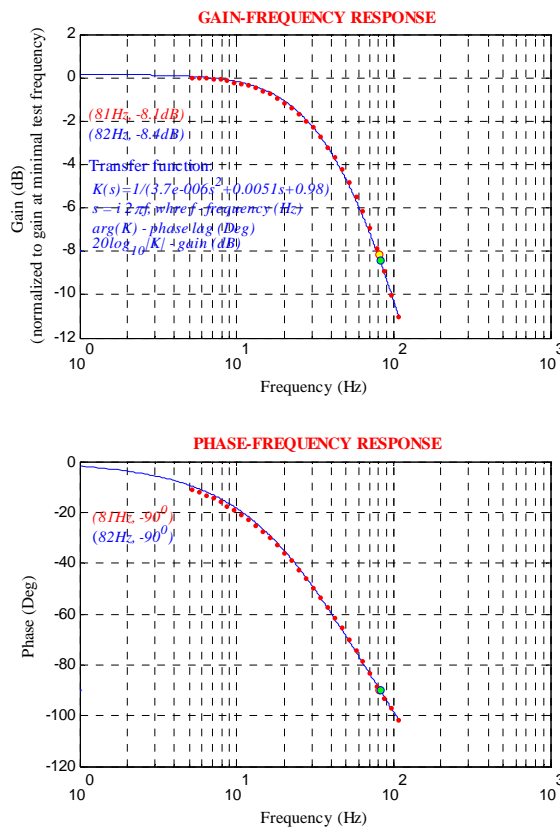 GAIN-FREQUENCY RESPONSE
2
0
-2
-4
-6
-8
-10
-12
Gain (dB)
(normalized to gain at minimal test frequency)
(81Hz, -8.1dB)
(82Hz, -8.4dB)
Transfer function:
K(s)=1/(3.7e-006s^2+0.0051s+0.98)
s = i 2πf, whref - frequency (Hz)
arg(K) - phase lag (Deg)
20log10|K| - gain (dB)
10^0 10^1 10^2 10^3
Frequency (Hz)
PHASE-FREQUENCY RESPONSE
0
-20
-40
-60
-80
-100
-120
Phase (Deg)
(81Hz, -90^0)
(82Hz, -90^0)
10^0 10^1 10^2 10^3
Frequency (Hz)